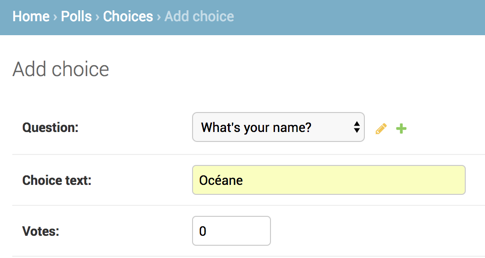 Home › Polls › Choices › Add choice
Add choice
Question: What's your name?
Choice text: Océane
Votes: 0